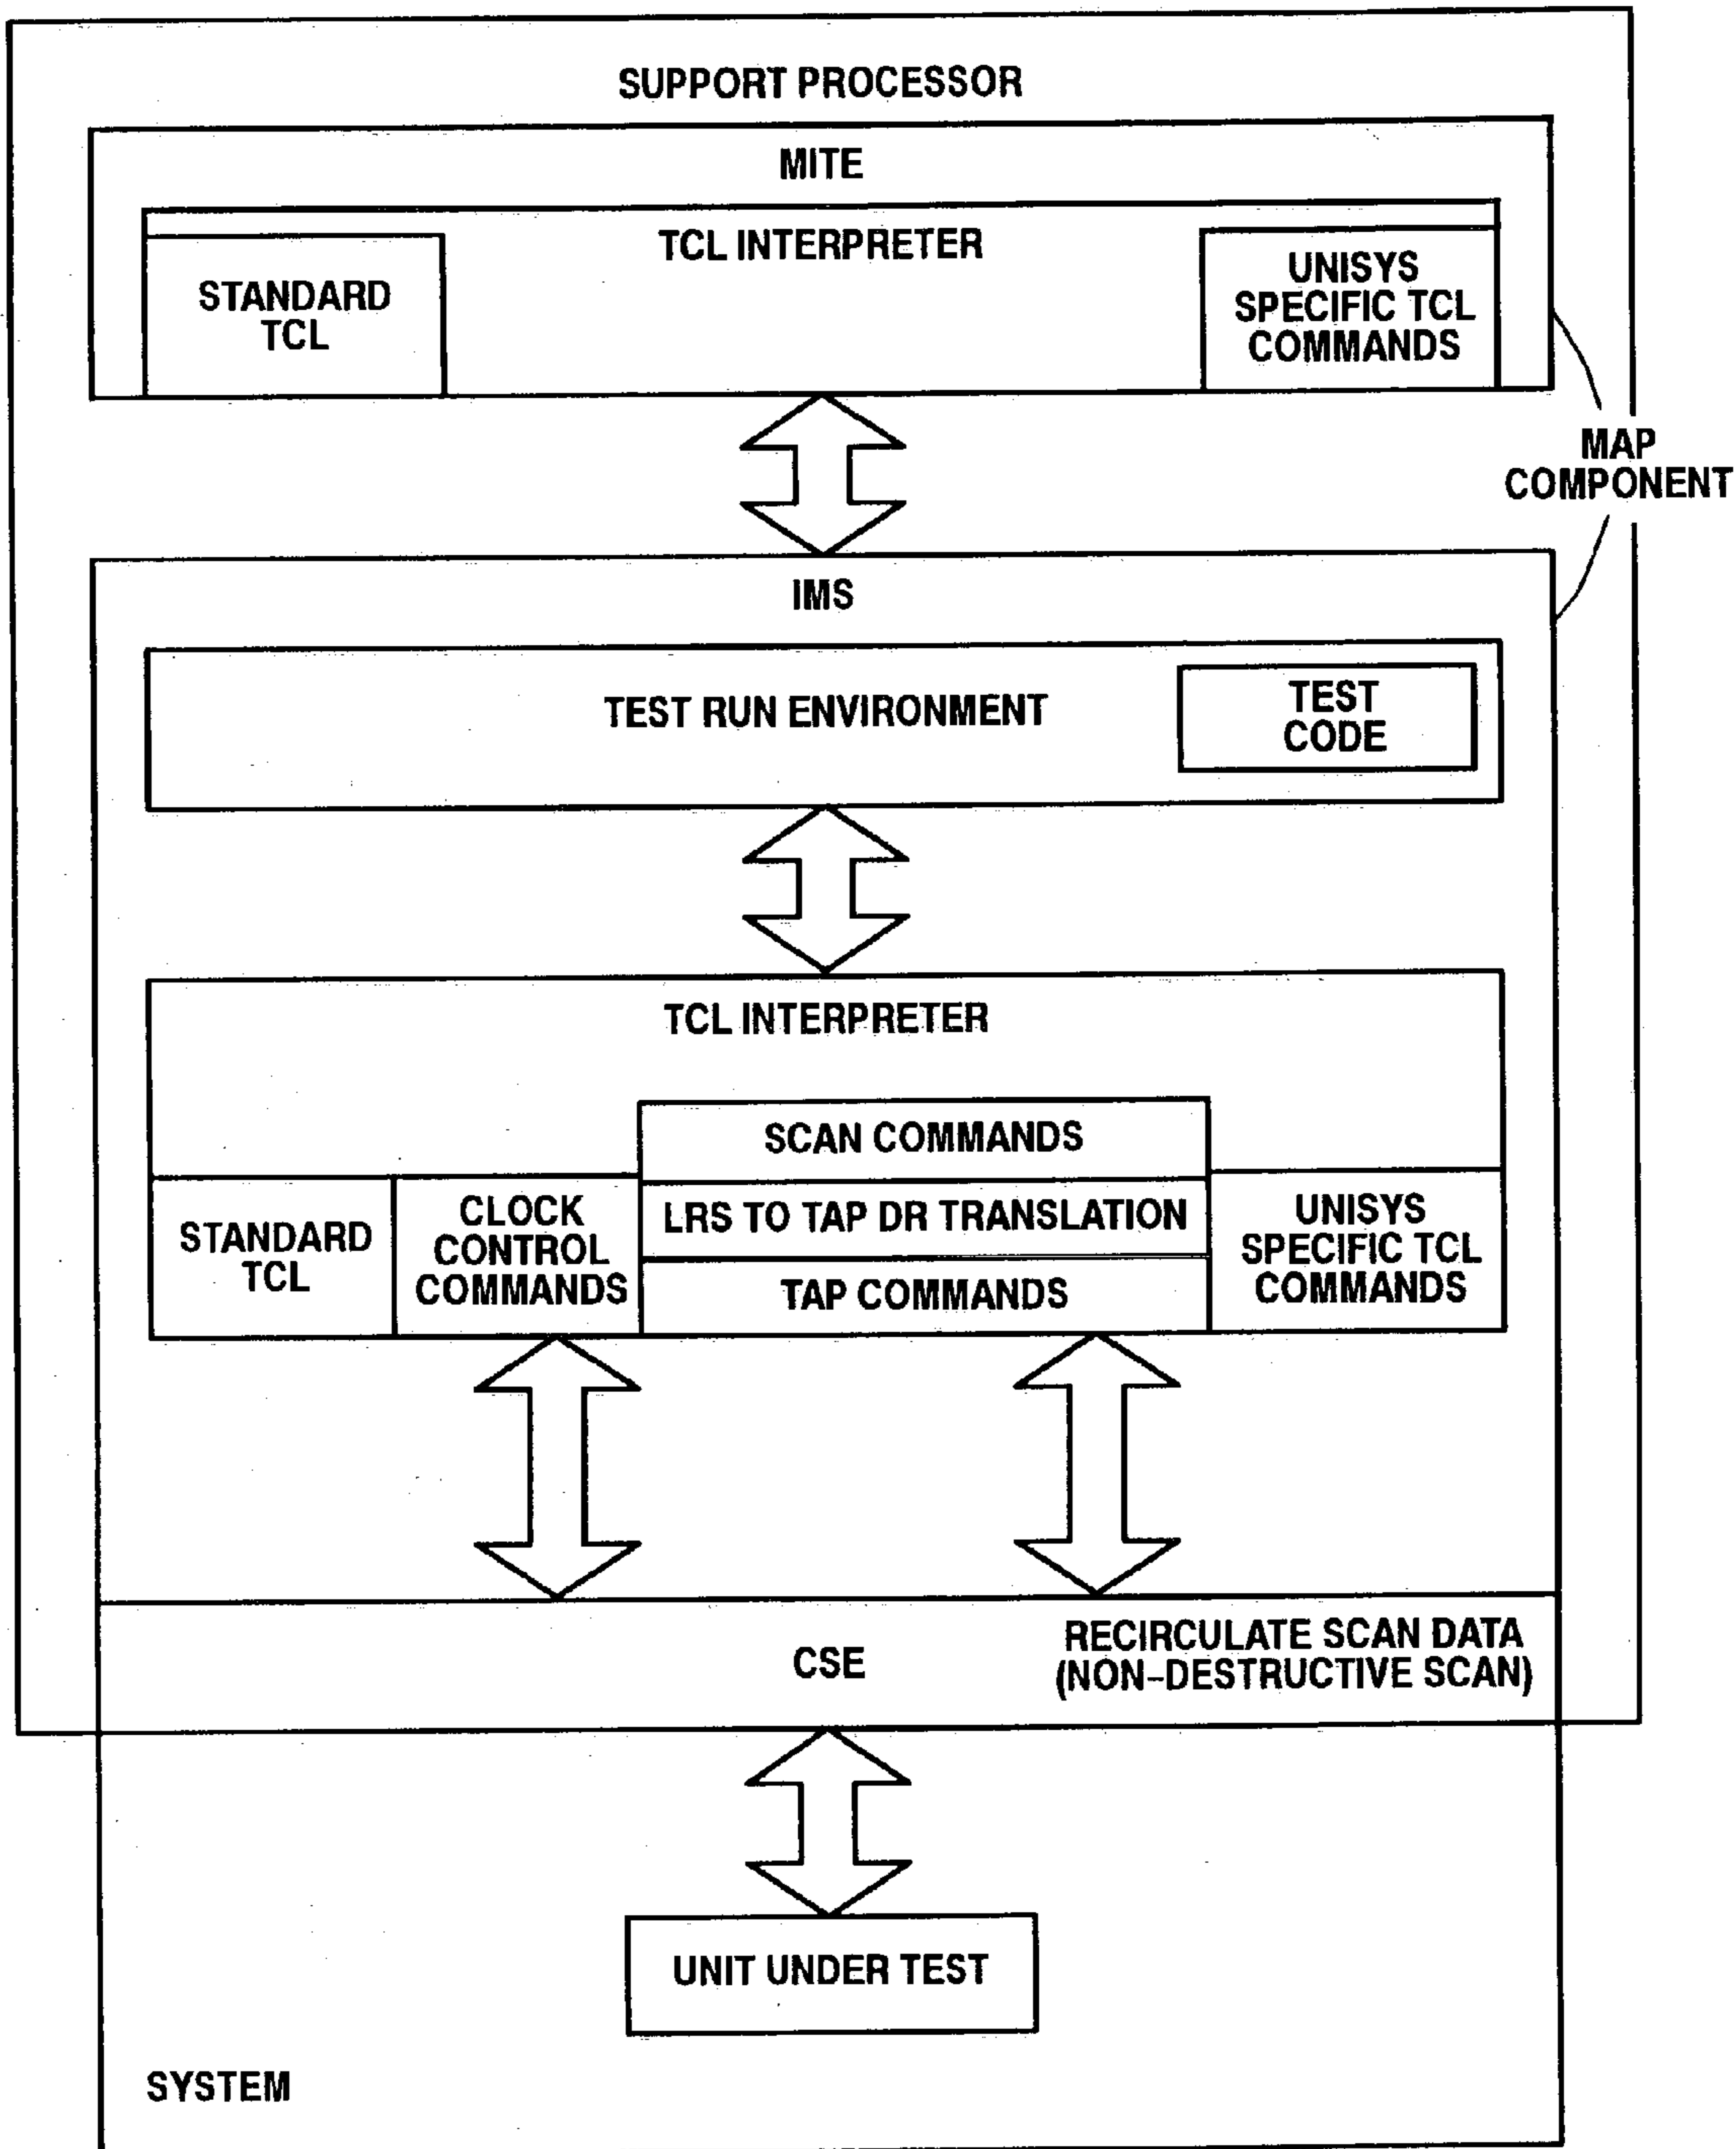 SUPPORT PROCESSOR
MITE
TCL INTERPRETER
STANDARD
TCL
UNISYS
SPECIFIC TCL
COMMANDS
MAP
COMPONENT
IMS
TEST RUN ENVIRONMENT
TEST
CODE
TCL INTERPRETER
SCAN COMMANDS
STANDARD
TCL
CLOCK
CONTROL
COMMANDS
LRS TO TAP DR TRANSLATION
TAP COMMANDS
UNISYS
SPECIFIC TCL
COMMANDS
CSE
RECIRCULATE SCAN DATA
(NON-DESTRUCTIVE SCAN)
UNIT UNDER TEST
SYSTEM